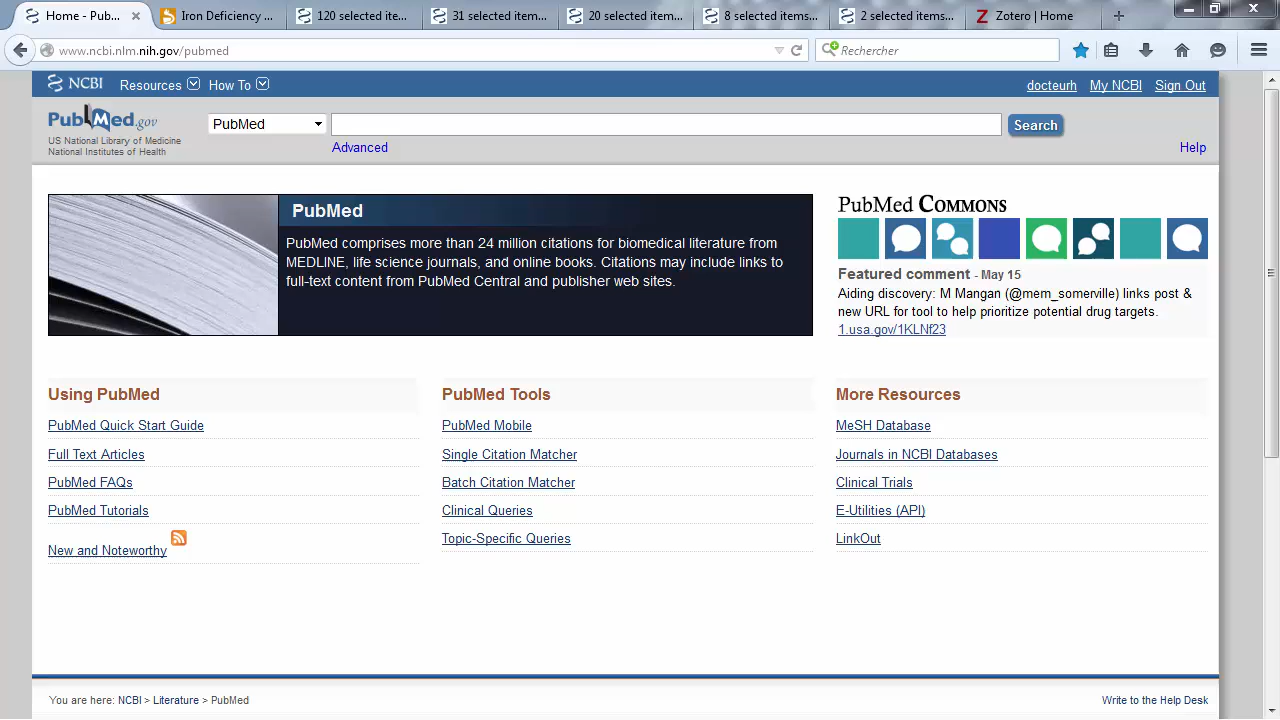 Home - Pub...
Iron Deficiency ...
120 selected ite...
31 selected item...
20 selected item...
8 selected items...
2 selected items...
Z Zotero | Home
www.ncbi.nlm.nih.gov/pubmed
Rechercher
NCBI Resources How To
docteurh My NCBI Sign Out
PubMed.gov
US National Library of Medicine
National Institutes of Health
PubMed
Search
Advanced
Help
PubMed
PubMed comprises more than 24 million citations for biomedical literature from
MEDLINE, life science journals, and online books. Citations may include links to
full-text content from PubMed Central and publisher web sites.
PubMed COMMONS
Featured comment - May 15
Aiding discovery: M Mangan (@mem_somerville) links post &
new URL for tool to help prioritize potential drug targets.
1.usa.gov/1KLNf23
Using PubMed
PubMed Quick Start Guide
Full Text Articles
PubMed FAQs
PubMed Tutorials
New and Noteworthy
PubMed Tools
PubMed Mobile
Single Citation Matcher
Batch Citation Matcher
Clinical Queries
Topic-Specific Queries
More Resources
MeSH Database
Journals in NCBI Databases
Clinical Trials
E-Utilities (API)
LinkOut
You are here: NCBI > Literature > PubMed
Write to the Help Desk